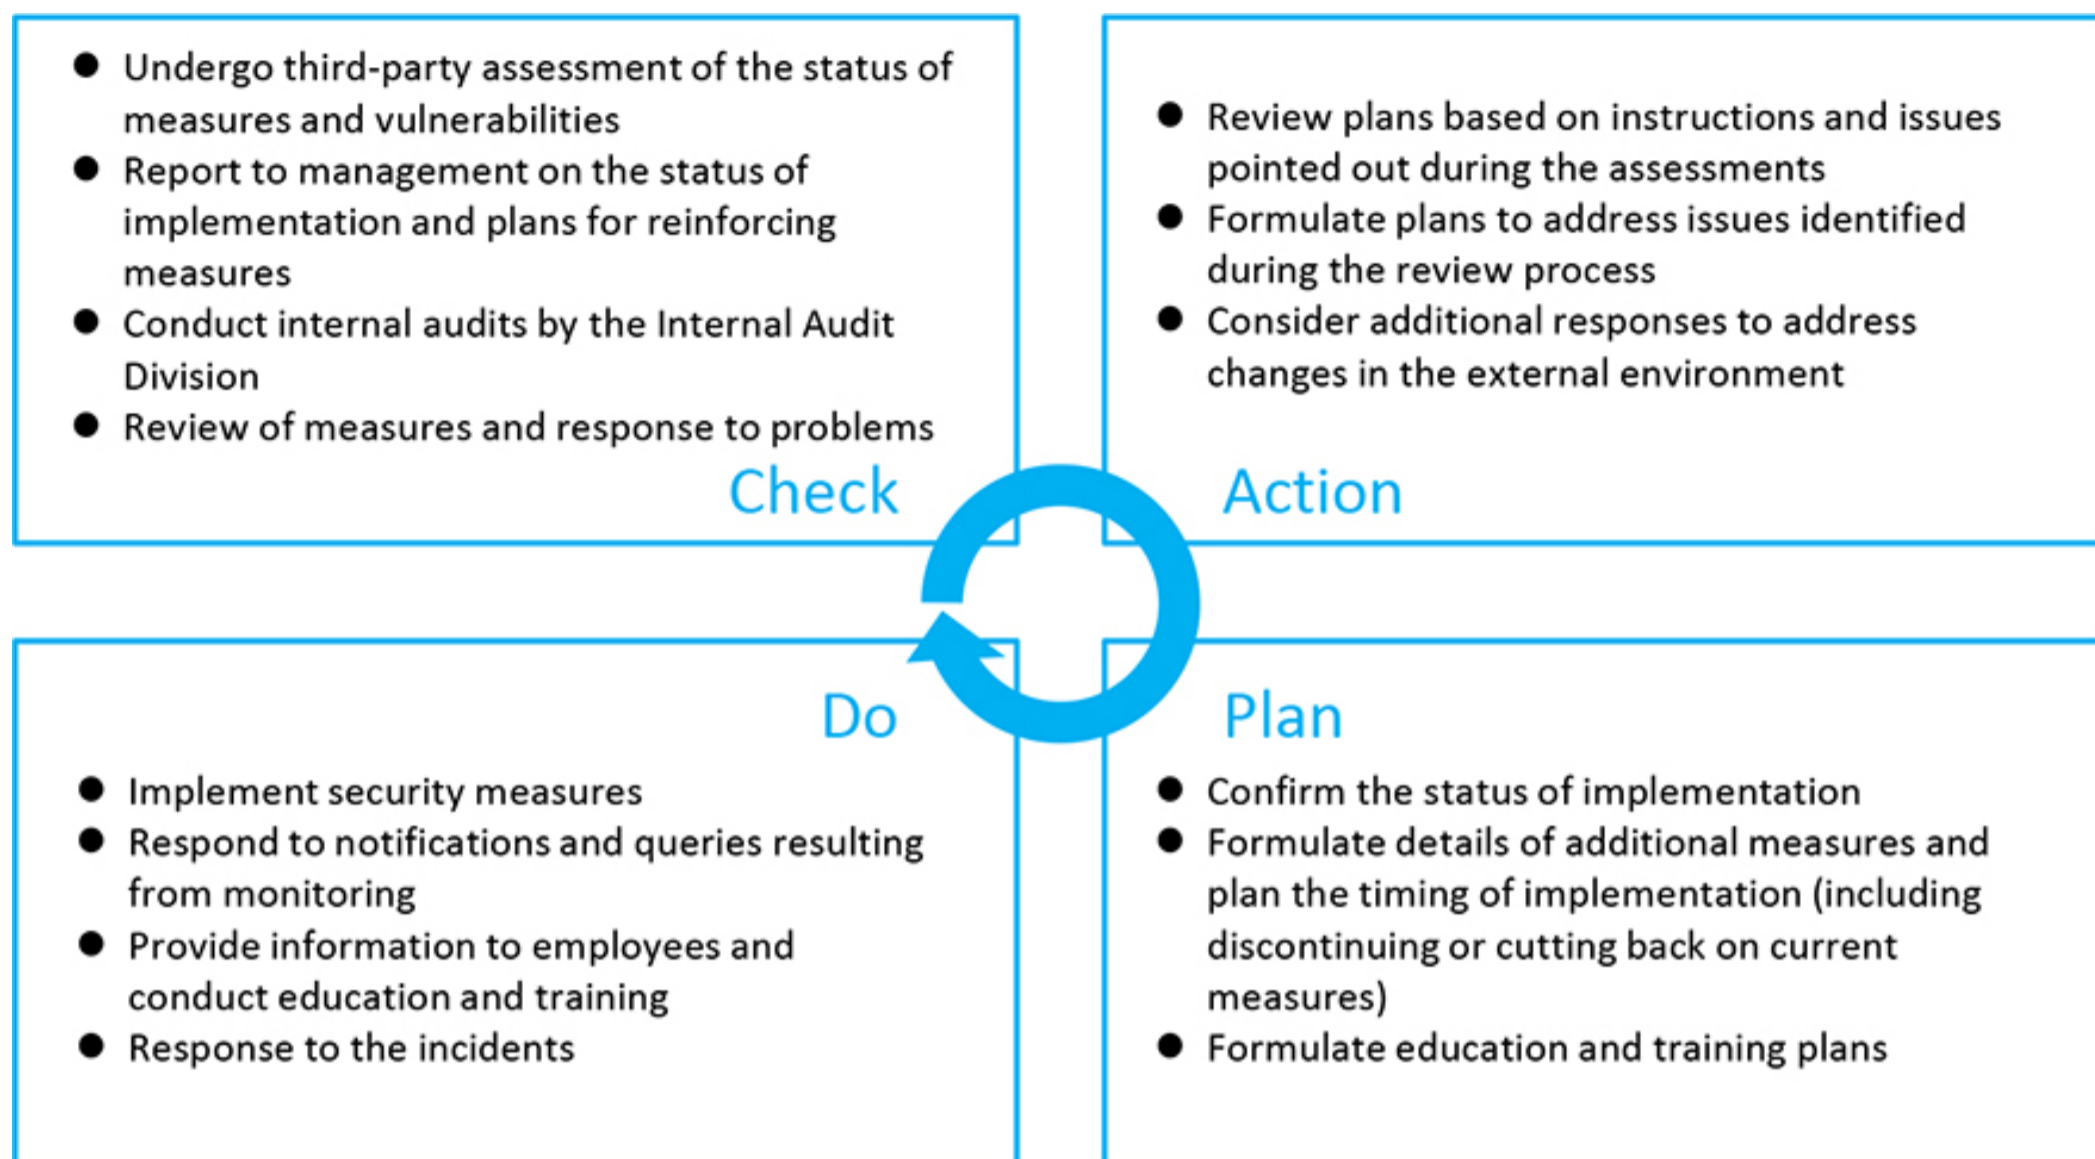 ● Undergo third-party assessment of the status of
measures and vulnerabilities
● Report to management on the status of
implementation and plans for reinforcing
measures
● Conduct internal audits by the Internal Audit
Division
● Review of measures and response to problems
Check
● Review plans based on instructions and issues
pointed out during the assessments
● Formulate plans to address issues identified
during the review process
● Consider additional responses to address
changes in the external environment
Action
Do
● Implement security measures
● Respond to notifications and queries resulting
from monitoring
● Provide information to employees and
conduct education and training
● Response to the incidents
Plan
● Confirm the status of implementation
● Formulate details of additional measures and
plan the timing of implementation (including
discontinuing or cutting back on current
measures)
● Formulate education and training plans